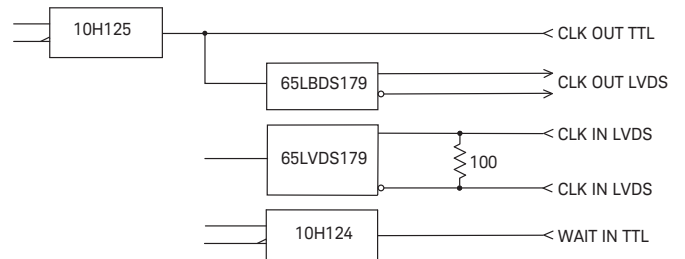 10H125
CLK OUT TTL
65LBDS179
CLK OUT LVDS
65LVDS179
CLK IN LVDS
100
CLK IN LVDS
10H124
WAIT IN TTL